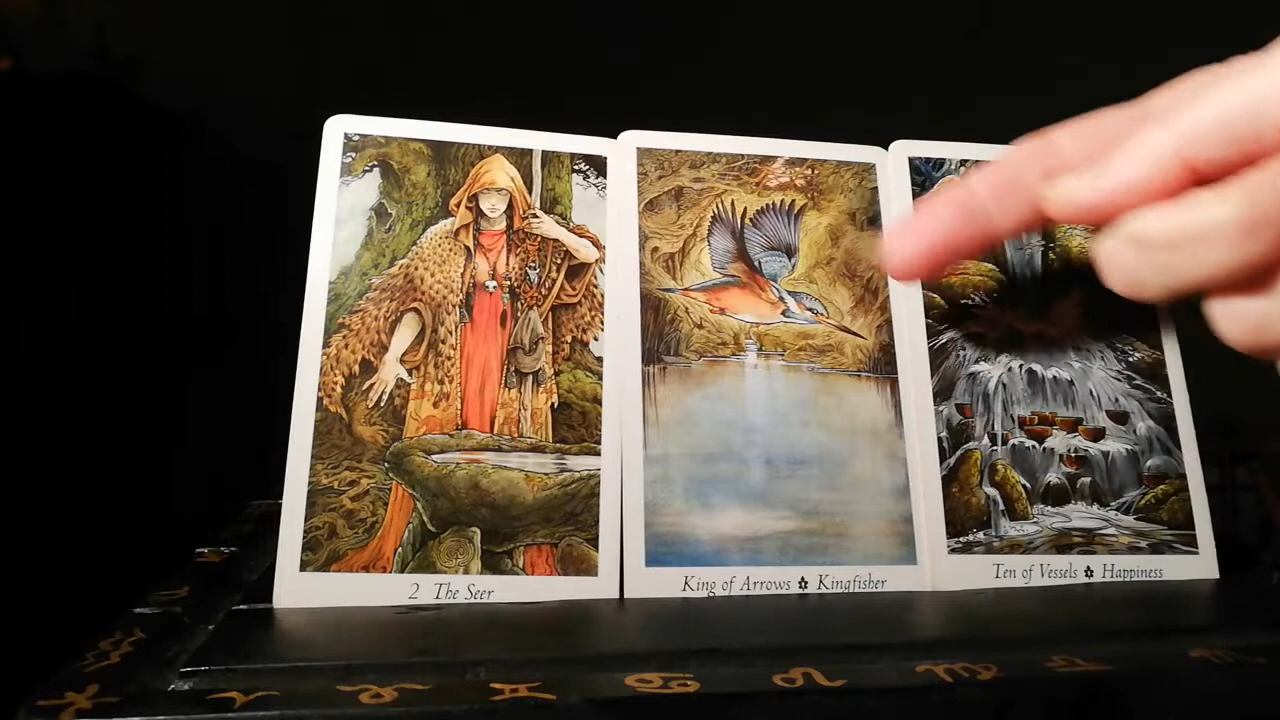 2 The Seer
King of Arrows ✡ Kingfisher
Ten of Vessels ✡ Happiness
♓ ♈ ♉ ♊ ♋ ♌ ♍ ♎ ♏